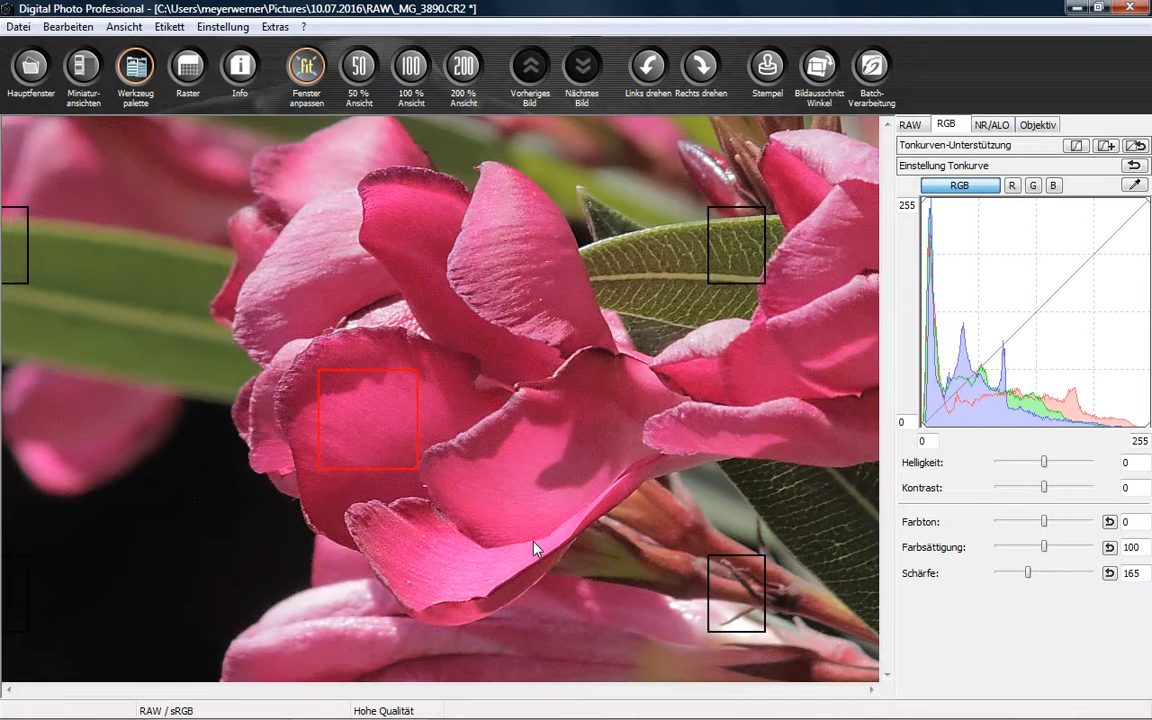 Digital Photo Professional - [C:\Users\meyerwerner\Pictures\10.07.2016\RAW\_MG_3890.CR2 *]
Datei Bearbeiten Ansicht Etikett Einstellung Extras ?
50 100 200
Hauptfenster Miniatur-ansichten Werkzeug palette Raster Info Fenster anpassen 50 % Ansicht 100 % Ansicht 200 % Ansicht Vorheriges Bild Nächstes Bild Links drehen Rechts drehen Stempel Bildausschnitt Winkel Batch-Verarbeitung
RAW RGB NR/ALO Objektiv
Tonkurven-Unterstützung
Einstellung Tonkurve
RGB R G B
255
0
0 255
Helligkeit: 0
Kontrast: 0
Farbton: 0
Farbsättigung: 100
Schärfe: 165
RAW / sRGB Hohe Qualität